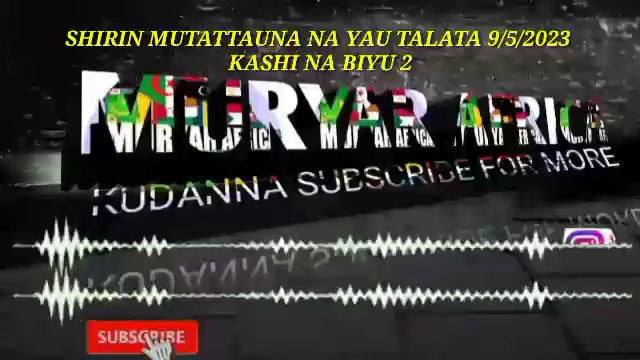 SHIRIN MUTATTAUNA NA YAU TALATA 9/5/2023
KASHI NA BIYU 2
MURYAR AFRICA
KUDANNA SUBSCRIBE FOR MORE
SUBSCRIBE